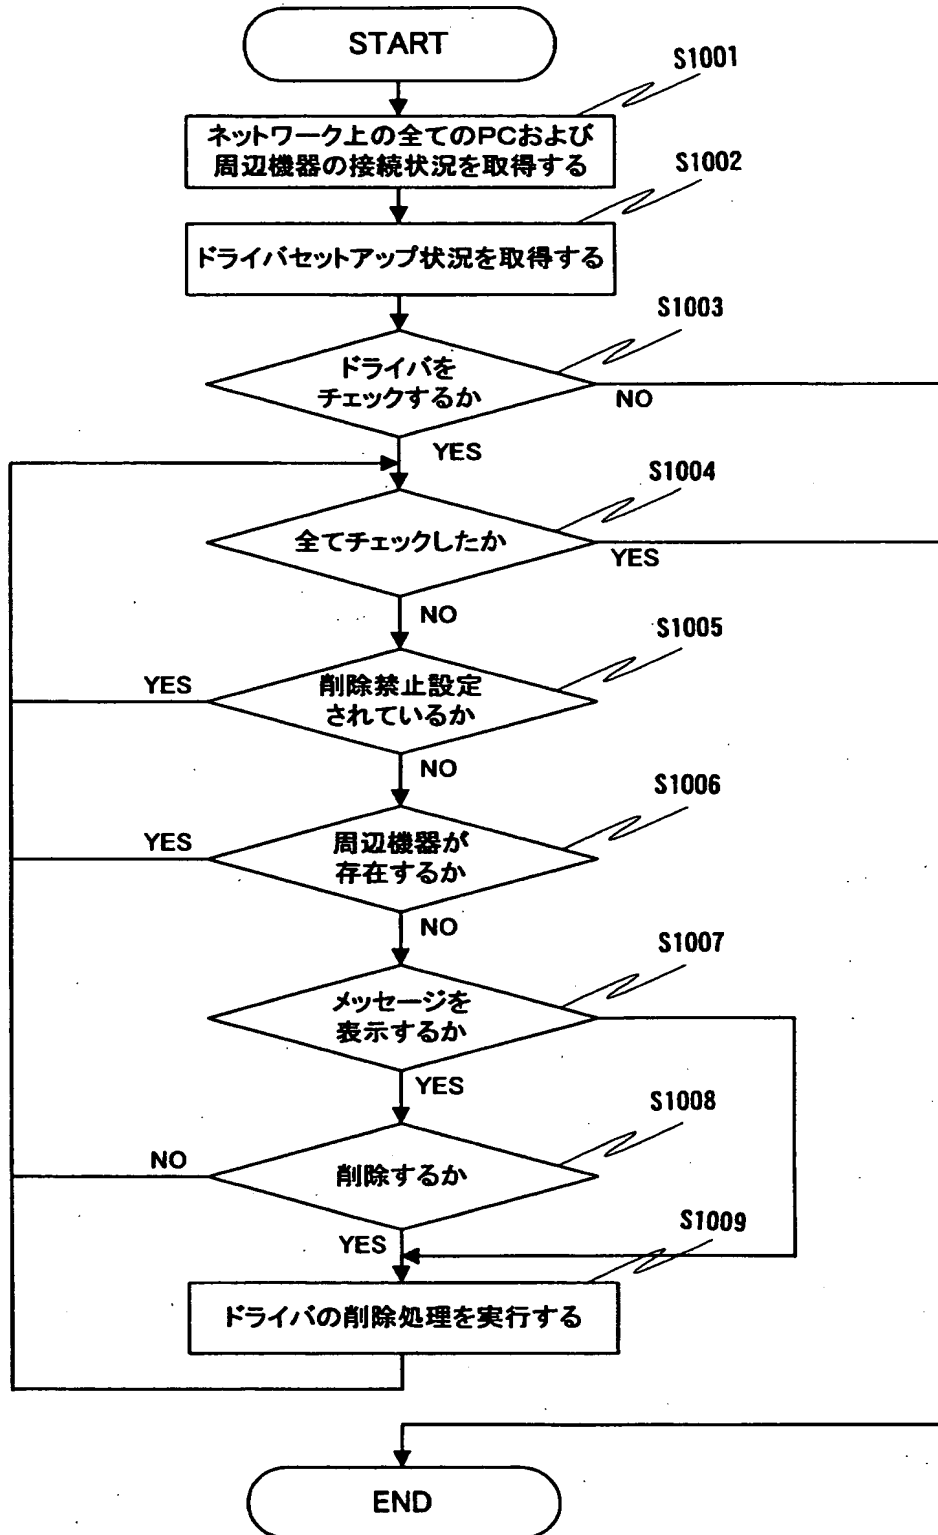 START
S1001
ネットワーク上の全てのPCおよび
周辺機器の接続状況を取得する
S1002
ドライバセットアップ状況を取得する
S1003
ドライバを
チェックするか
NO
YES
S1004
全てチェックしたか
YES
NO
S1005
YES
削除禁止設定
されているか
NO
S1006
YES
周辺機器が
存在するか
NO
S1007
メッセージを
表示するか
YES
S1008
NO
削除するか
S1009
YES
ドライバの削除処理を実行する
END